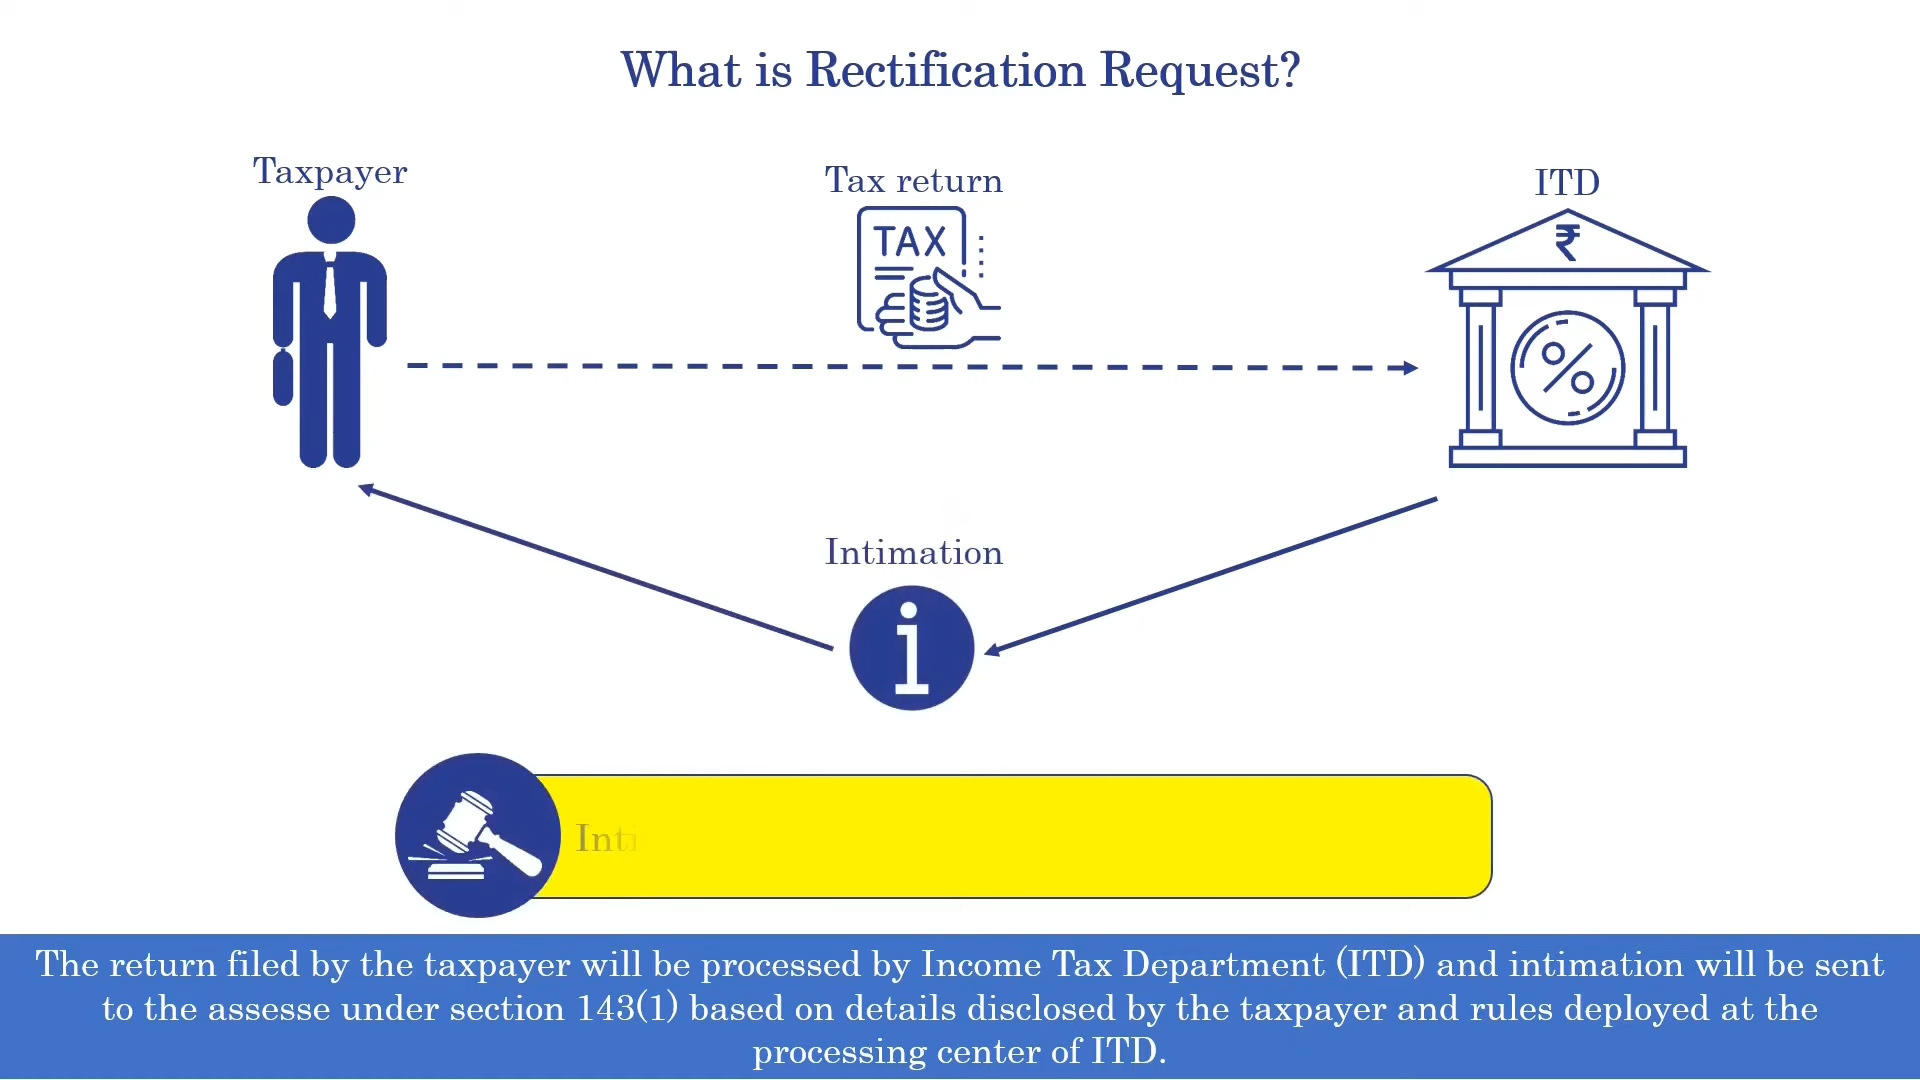 What is Rectification Request?
Taxpayer
Tax return
ITD
TAX
₹
%
Intimation
i
The return filed by the taxpayer will be processed by Income Tax Department (ITD) and intimation will be sent
to the assesse under section 143(1) based on details disclosed by the taxpayer and rules deployed at the
processing center of ITD.